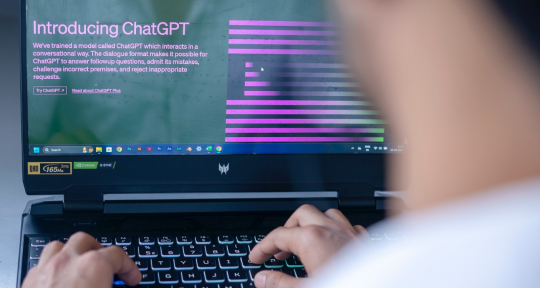 Introducing ChatGPT
We've trained a model called ChatGPT which interacts in a
conversational way. The dialogue format makes it possible for
ChatGPT to answer followup questions, admit its mistakes,
challenge incorrect premises, and reject inappropriate
requests.
Try ChatGPT ↗ Read about ChatGPT Plus
Search
165Hz